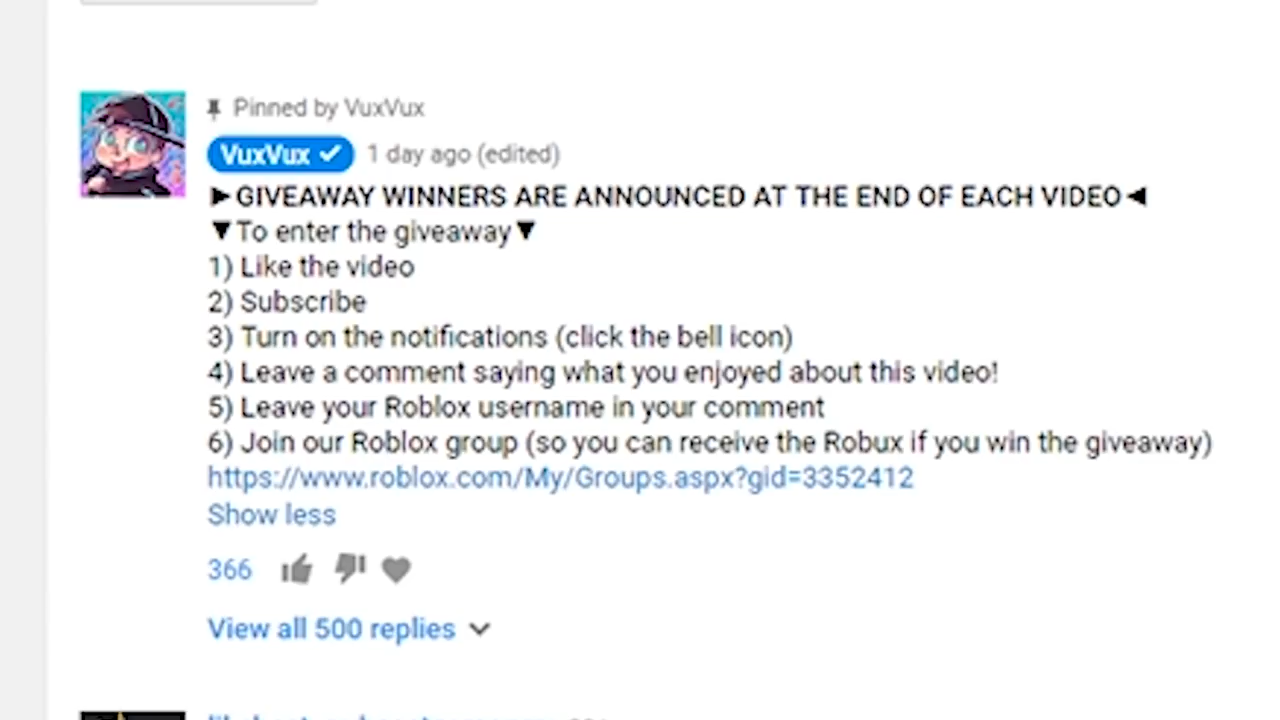 Pinned by VuxVux
VuxVux 1 day ago (edited)
►GIVEAWAY WINNERS ARE ANNOUNCED AT THE END OF EACH VIDEO◄
▼To enter the giveaway▼
1) Like the video
2) Subscribe
3) Turn on the notifications (click the bell icon)
4) Leave a comment saying what you enjoyed about this video!
5) Leave your Roblox username in your comment
6) Join our Roblox group (so you can receive the Robux if you win the giveaway)
https://www.roblox.com/My/Groups.aspx?gid=3352412
Show less
366
View all 500 replies